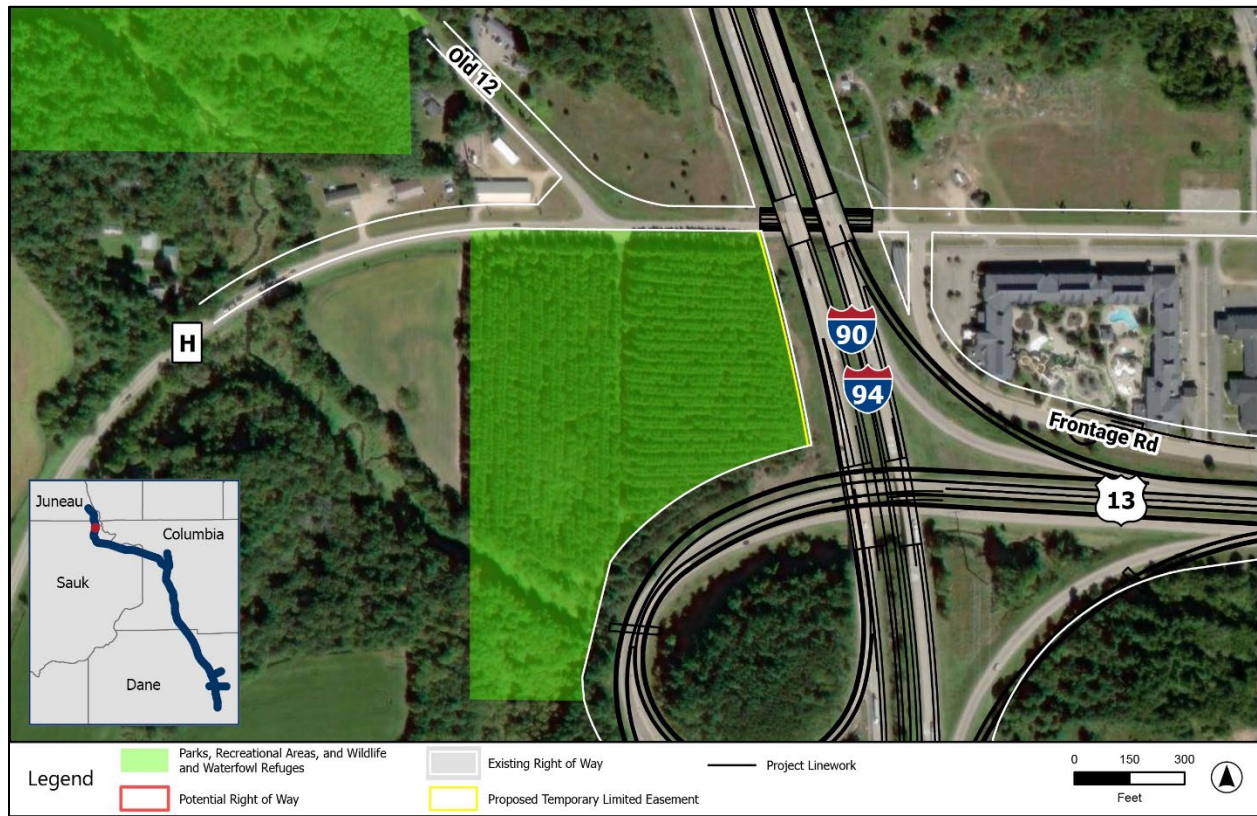 Old 12
H
90
94
Frontage Rd
13
Juneau
Columbia
Sauk
Dane
Legend
Parks, Recreational Areas, and Wildlife
and Waterfowl Refuges
Potential Right of Way
Existing Right of Way
Proposed Temporary Limited Easement
Project Linework
0 150 300
Feet